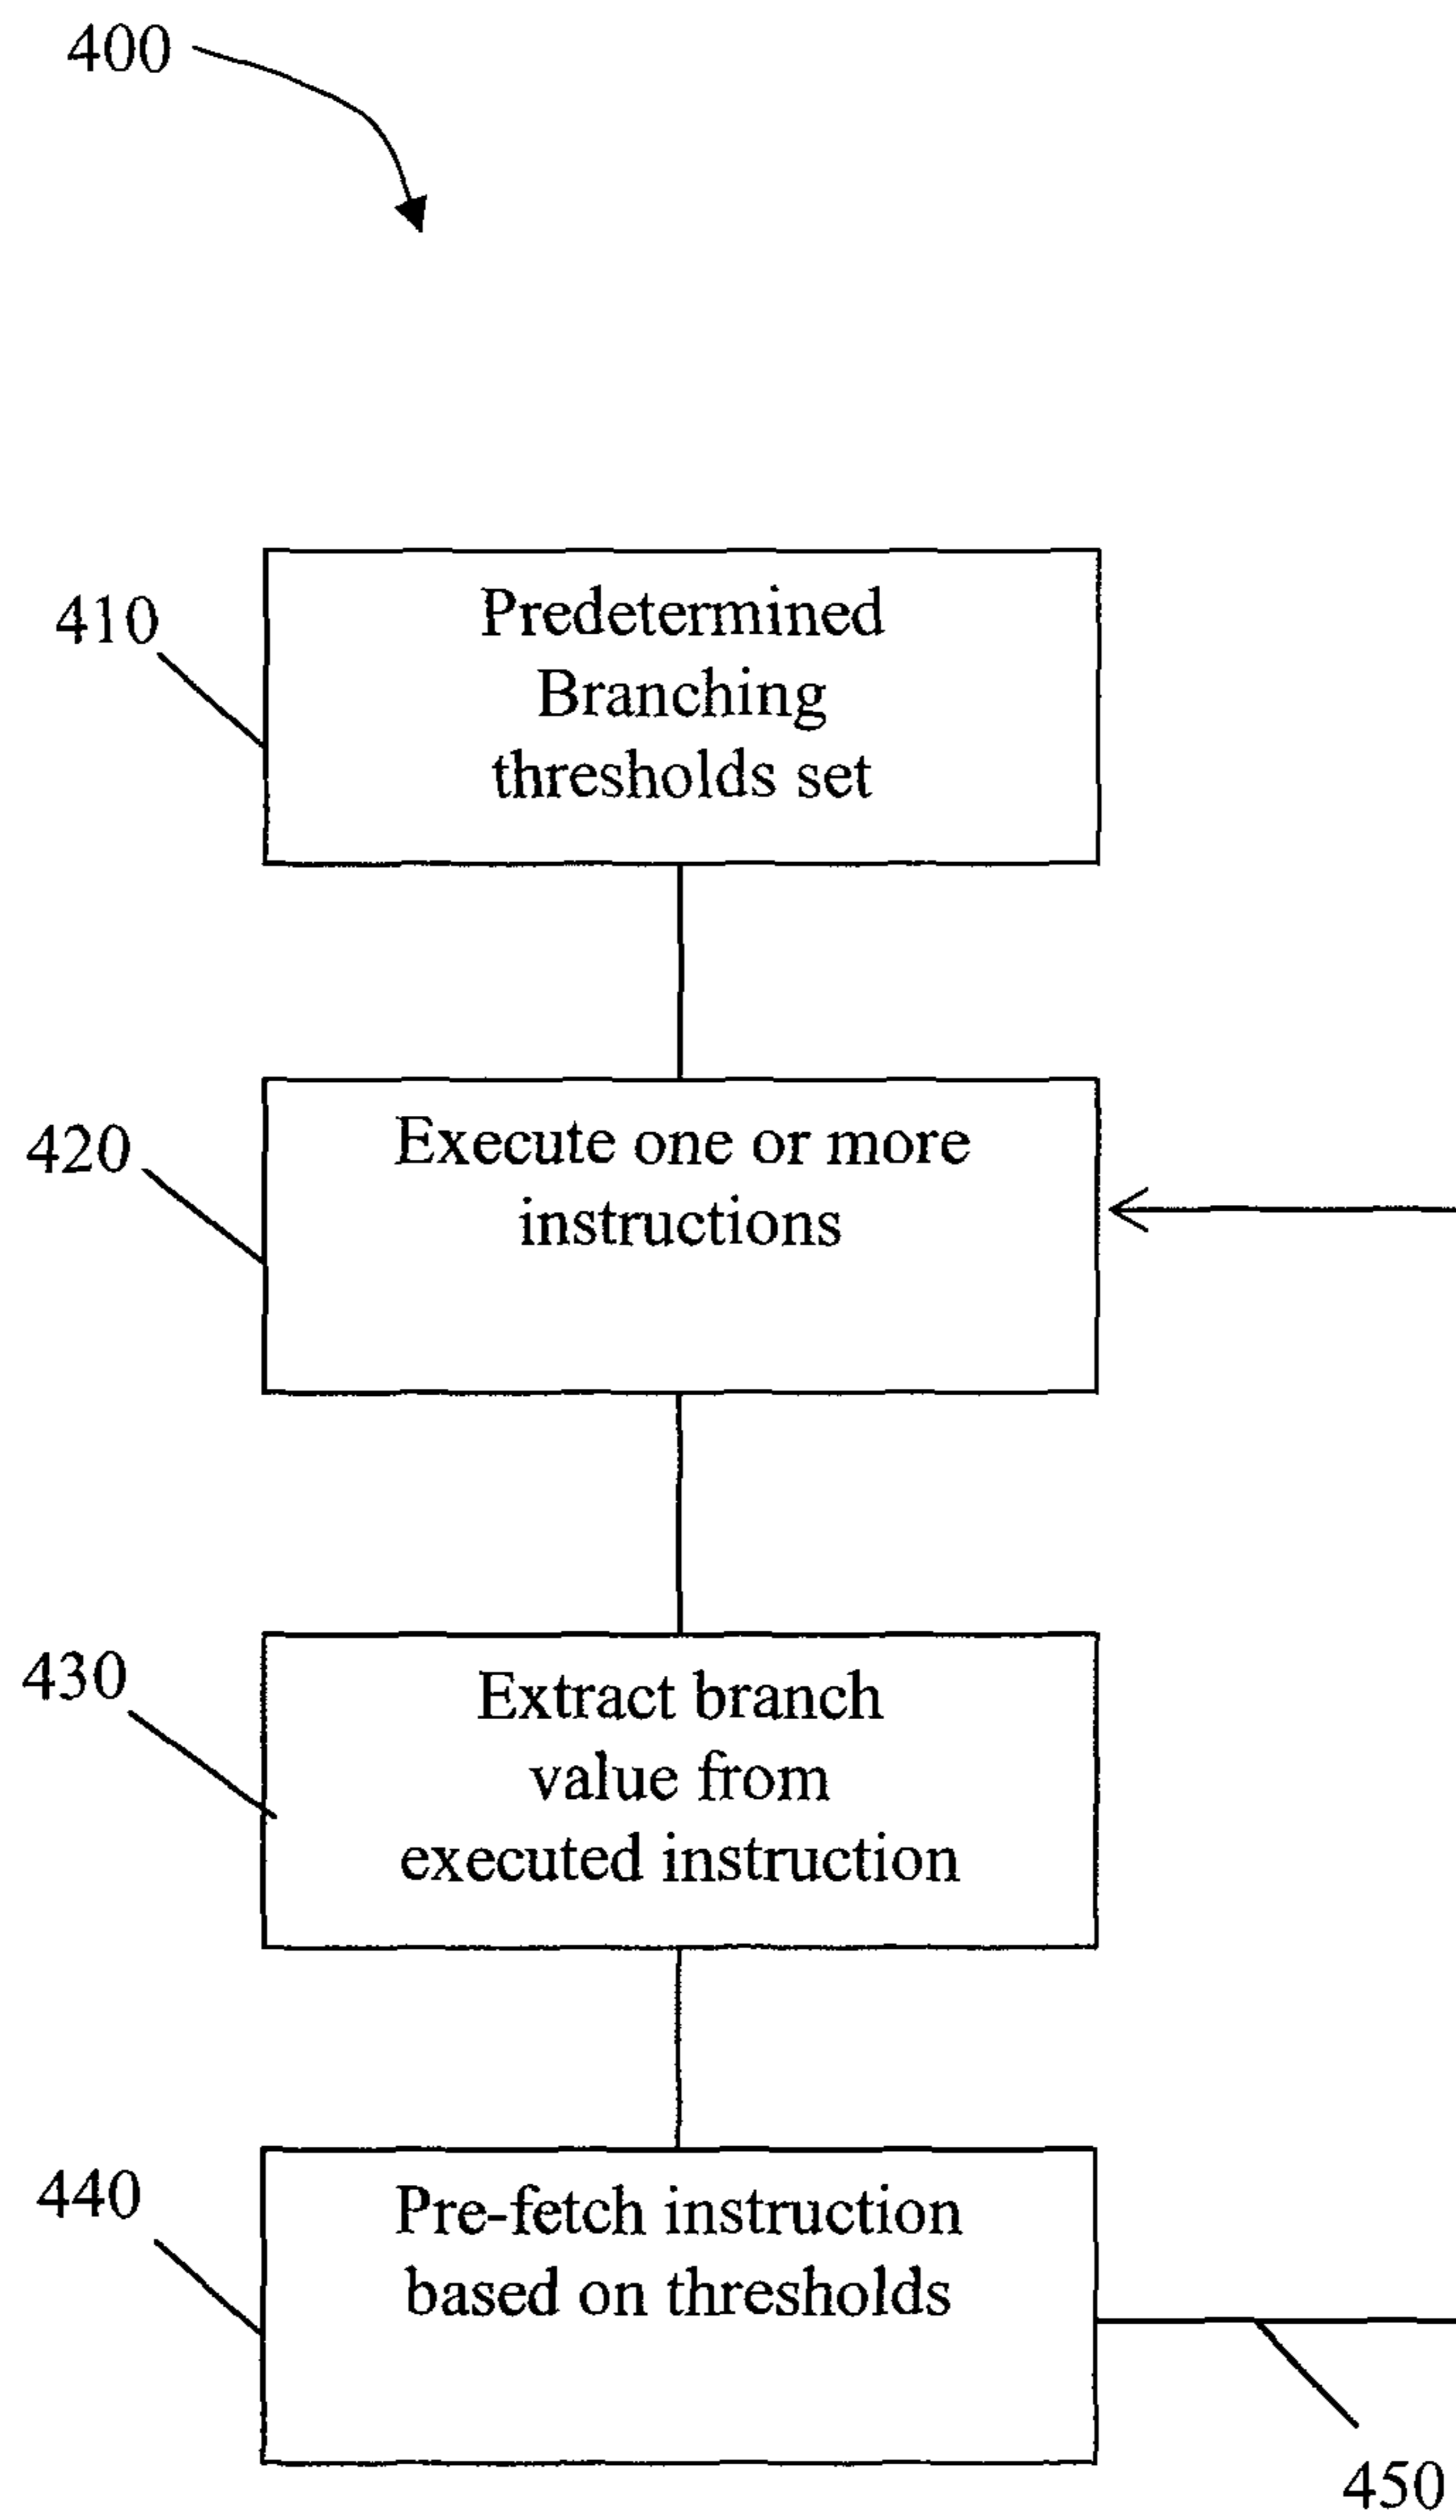 400
410
Predetermined
Branching
thresholds set
420
Execute one or more
instructions
430
Extract branch
value from
executed instruction
440
Pre-fetch instruction
based on thresholds
450